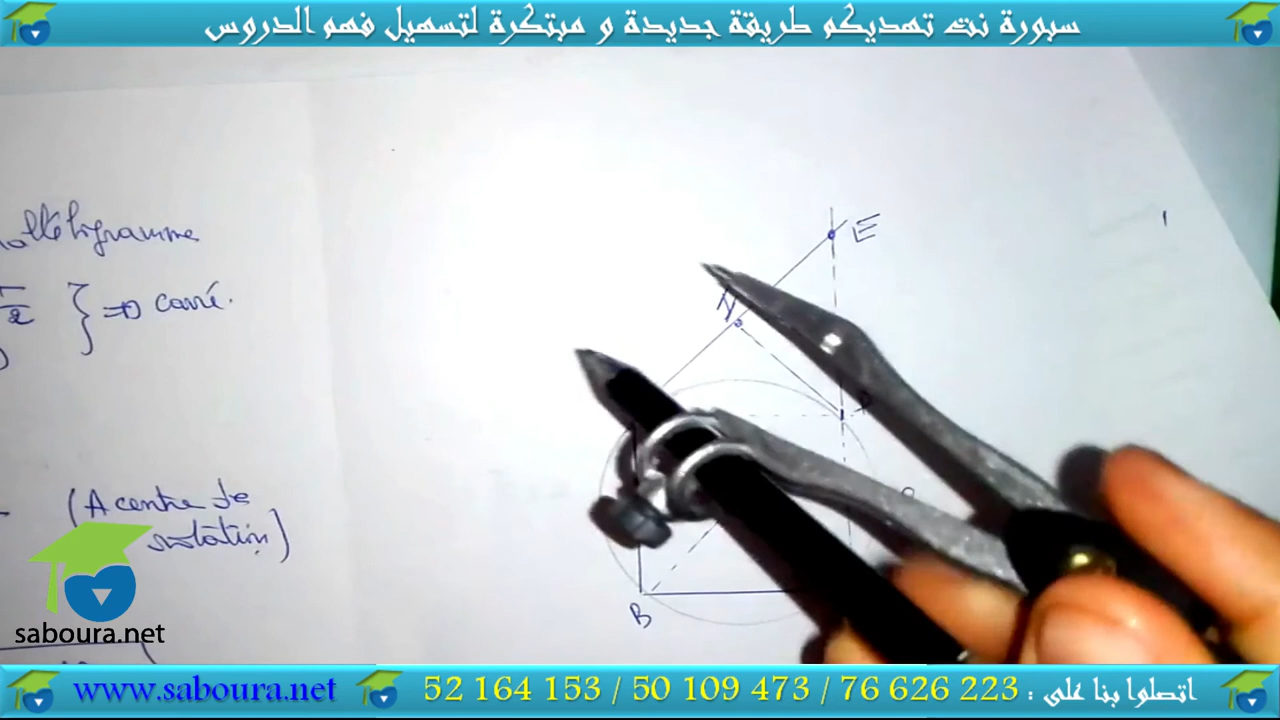 سبورة نت تهديكم طريقة جديدة و مبتكرة لتسهيل فهم الدروس
E
N
=> carré.
(A centre de
rotation)
B
saboura.net
www.saboura.net
52 164 153 / 50 109 473 / 76 626 223 : اتصلوا بنا على